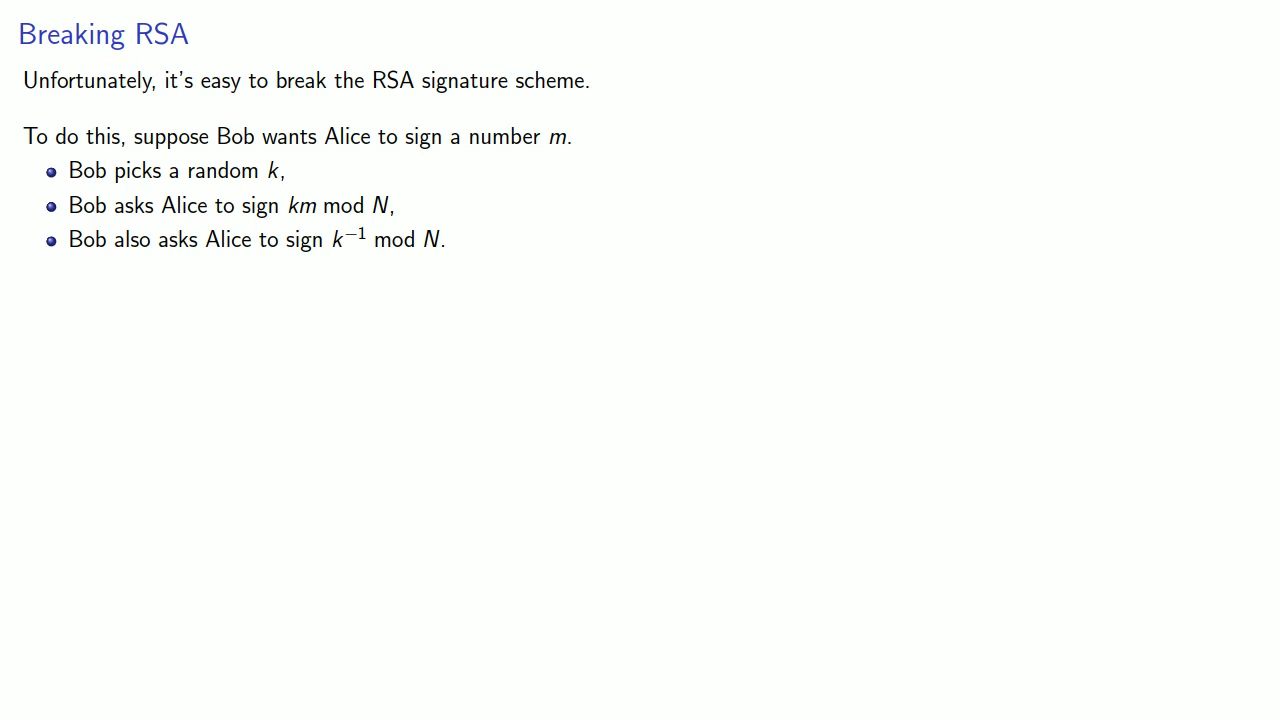 Breaking RSA
Unfortunately, it's easy to break the RSA signature scheme.
To do this, suppose Bob wants Alice to sign a number m.
Bob picks a random k,
Bob asks Alice to sign km mod N,
Bob also asks Alice to sign k⁻¹ mod N.